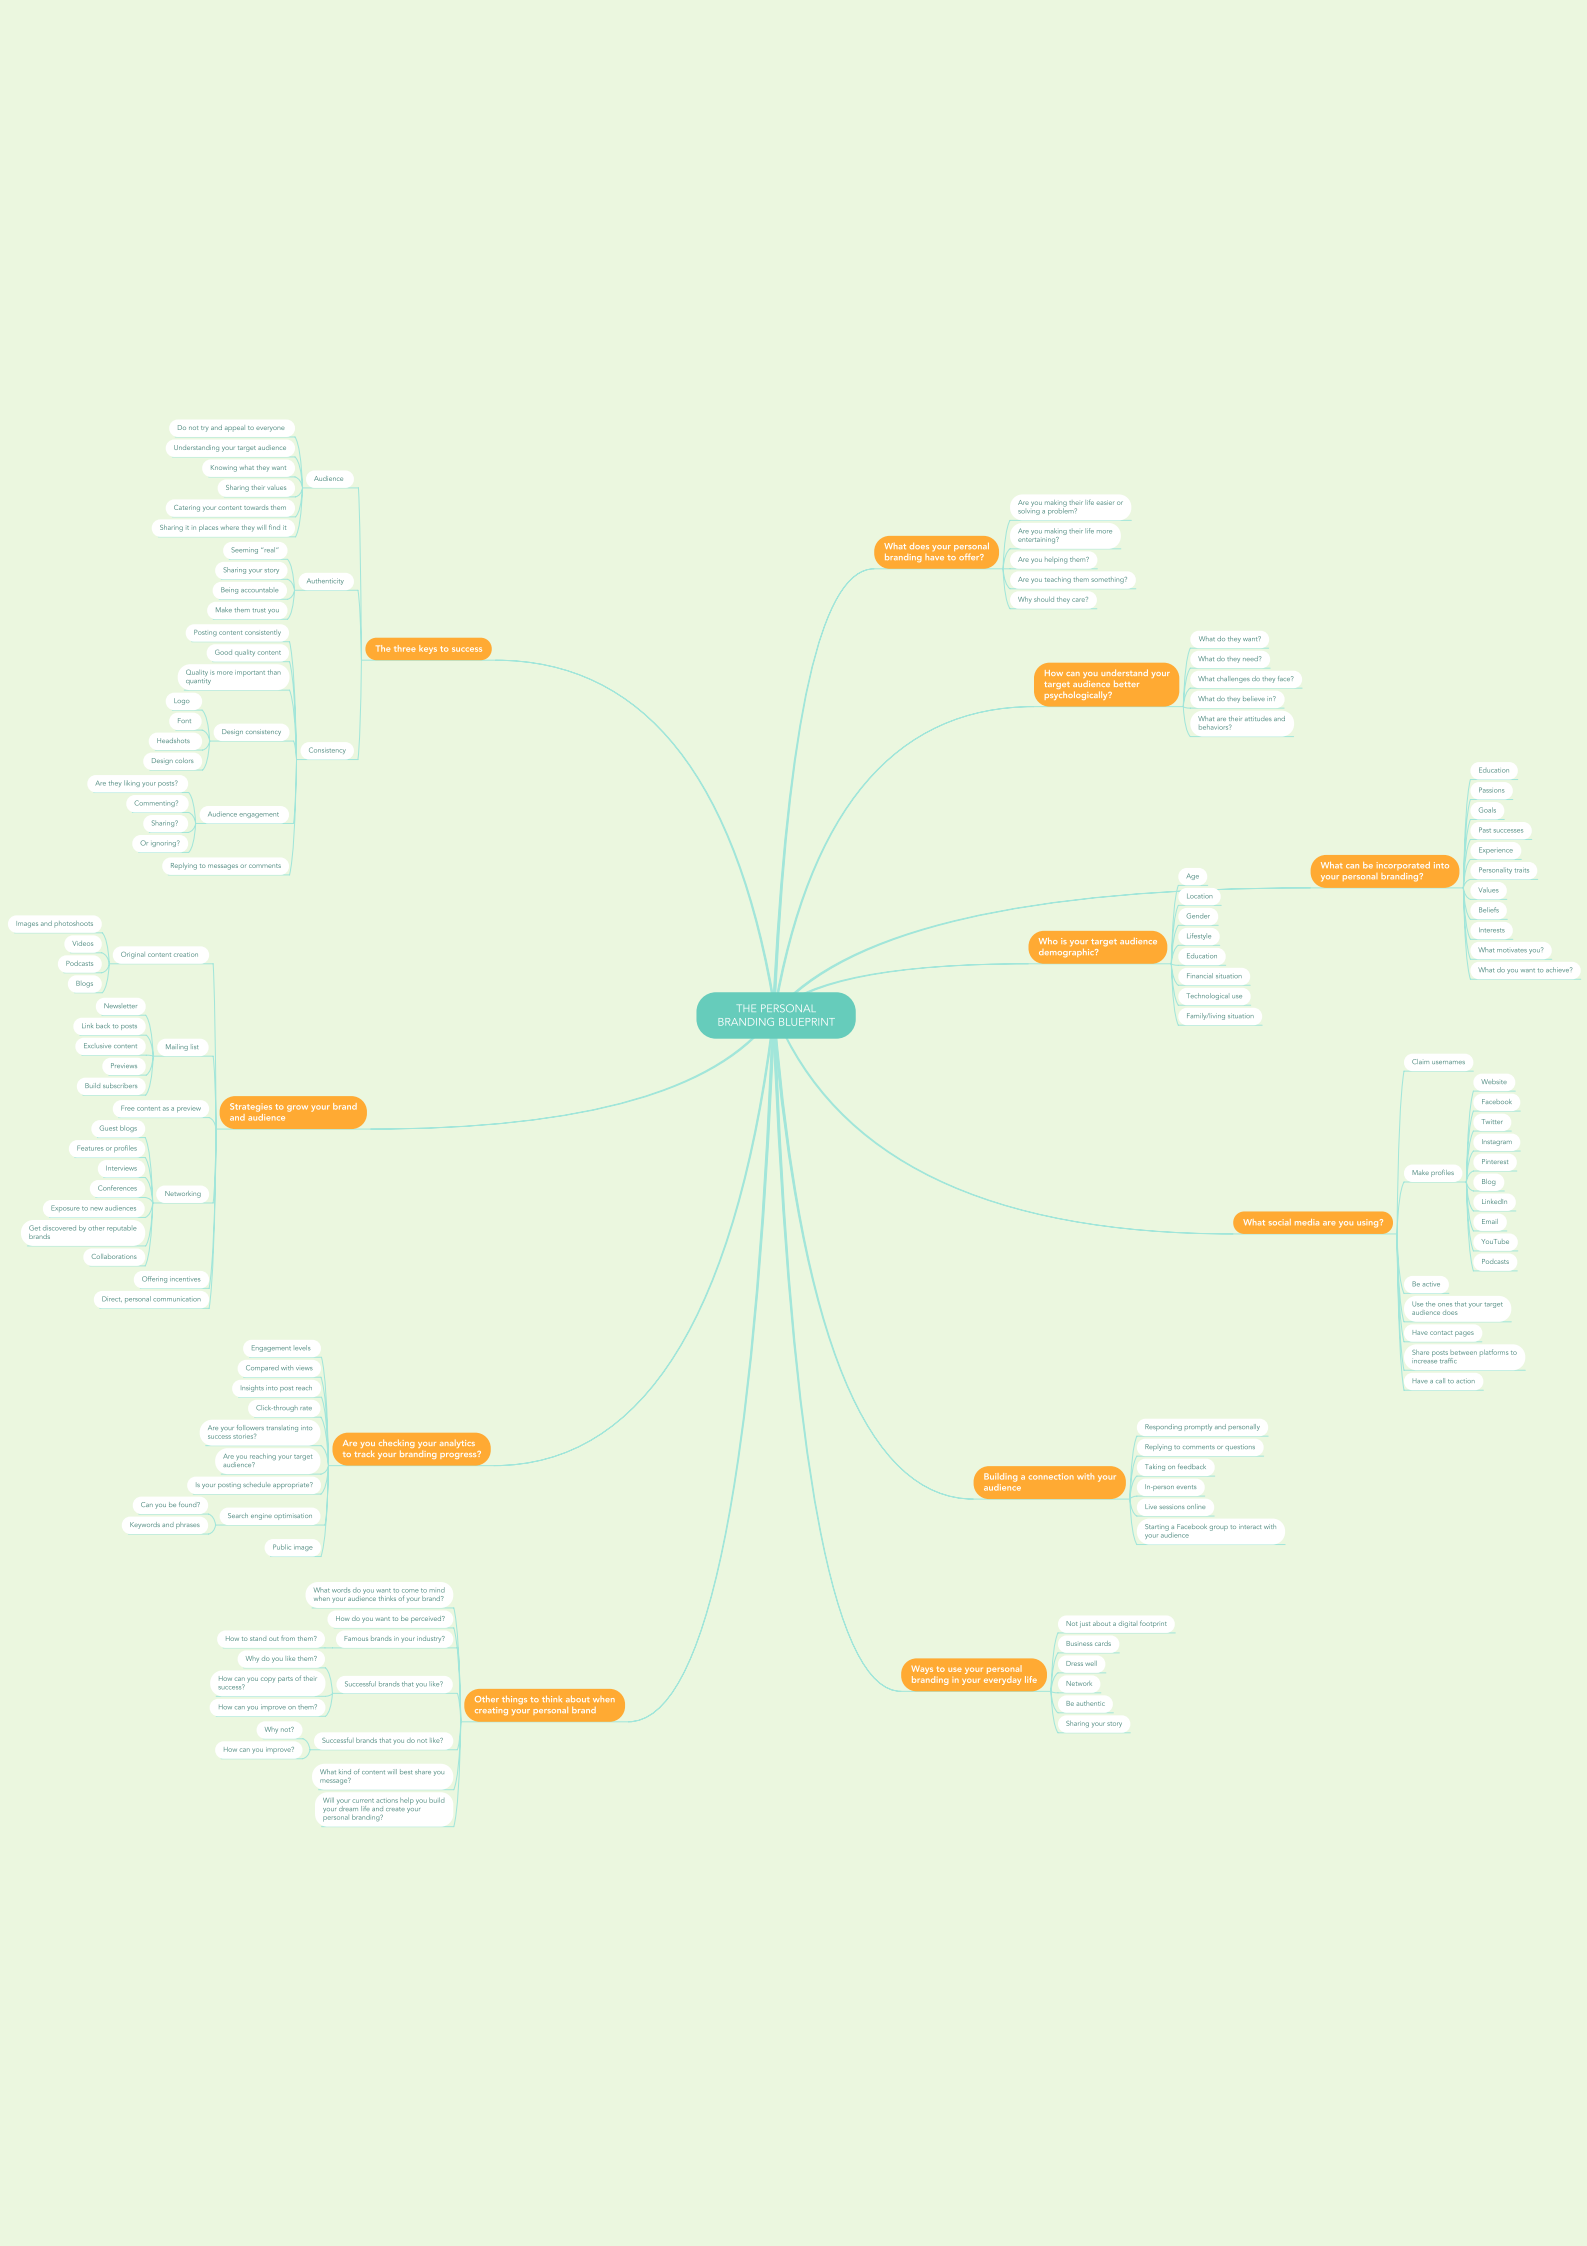 THE PERSONAL
BRANDING BLUEPRINT
What does your personal
branding have to offer?
Are you making their life easier or
solving a problem?
Are you making their life more
entertaining?
Are you helping them?
Are you teaching them something?
Why should they care?
How can you understand your
target audience better
psychologically?
What do they want?
What do they need?
What challenges do they face?
What do they believe in?
What are their attitudes and
behaviors?
What can be incorporated into
your personal branding?
Education
Passions
Goals
Past successes
Experience
Personality traits
Values
Beliefs
Interests
What motivates you?
What do you want to achieve?
Who is your target audience
demographic?
Age
Location
Gender
Lifestyle
Education
Financial situation
Technological use
Family/living situation
What social media are you using?
Claim usernames
Make profiles
Website
Facebook
Twitter
Instagram
Pinterest
Blog
LinkedIn
Email
YouTube
Podcasts
Be active
Use the ones that your target
audience does
Have contact pages
Share posts between platforms to
increase traffic
Have a call to action
Building a connection with your
audience
Responding promptly and personally
Replying to comments or questions
Taking on feedback
In-person events
Live sessions online
Starting a Facebook group to interact with
your audience
Ways to use your personal
branding in your everyday life
Not just about a digital footprint
Business cards
Dress well
Network
Be authentic
Sharing your story
The three keys to success
Audience
Do not try and appeal to everyone
Understanding your target audience
Knowing what they want
Sharing their values
Catering your content towards them
Sharing it in places where they will find it
Authenticity
Seeming “real”
Sharing your story
Being accountable
Make them trust you
Consistency
Posting content consistently
Good quality content
Quality is more important than
quantity
Design consistency
Logo
Font
Headshots
Design colors
Audience engagement
Are they liking your posts?
Commenting?
Sharing?
Or ignoring?
Replying to messages or comments
Strategies to grow your brand
and audience
Original content creation
Images and photoshoots
Videos
Podcasts
Blogs
Mailing list
Newsletter
Link back to posts
Exclusive content
Previews
Build subscribers
Free content as a preview
Networking
Guest blogs
Features or profiles
Interviews
Conferences
Exposure to new audiences
Get discovered by other reputable
brands
Collaborations
Offering incentives
Direct, personal communication
Are you checking your analytics
to track your branding progress?
Engagement levels
Compared with views
Insights into post reach
Click-through rate
Are your followers translating into
success stories?
Are you reaching your target
audience?
Is your posting schedule appropriate?
Search engine optimisation
Can you be found?
Keywords and phrases
Public image
Other things to think about when
creating your personal brand
What words do you want to come to mind
when your audience thinks of your brand?
How do you want to be perceived?
Famous brands in your industry?
How to stand out from them?
Successful brands that you like?
Why do you like them?
How can you copy parts of their
success?
How can you improve on them?
Successful brands that you do not like?
Why not?
How can you improve?
What kind of content will best share you
message?
Will your current actions help you build
your dream life and create your
personal branding?